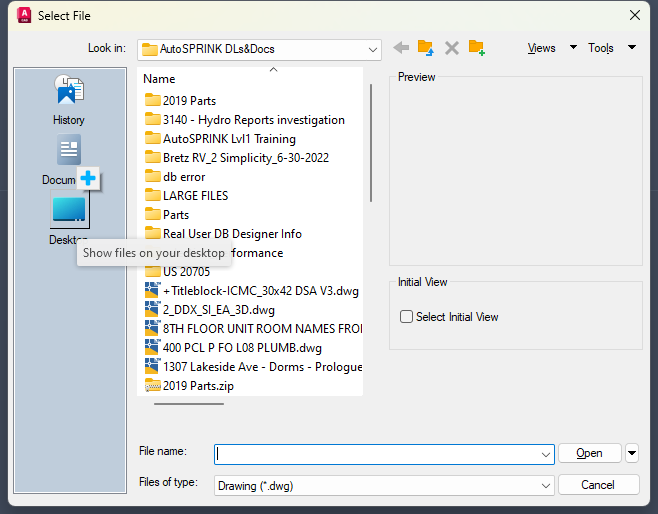 A
CAD
Select File
Look in:
AutoSPRINK DLs&Docs
Views
Tools
Name
2019 Parts
3140 - Hydro Reports investigation
AutoSPRINK Lvl1 Training
Bretz RV_2 Simplicity_6-30-2022
db error
LARGE FILES
Parts
Real User DB Designer Info
formance
US 20705
+Titleblock-ICMC_30x42 DSA V3.dwg
2_DDX_SI_EA_3D.dwg
8TH FLOOR UNIT ROOM NAMES FRO
400 PCL P FO L08 PLUMB.dwg
1307 Lakeside Ave - Dorms - Prologue
2019 Parts.zip
History
Docum
Desktop
Show files on your desktop
Preview
Initial View
Select Initial View
File name:
Open
Files of type:
Drawing (*.dwg)
Cancel